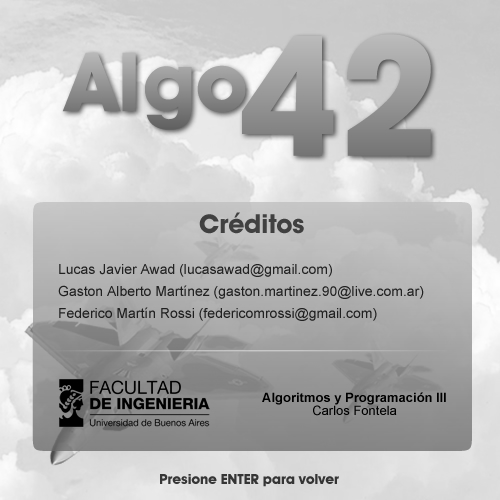 Algo 42
Créditos
Lucas Javier Awad (lucasawad@gmail.com)
Gaston Alberto Martínez (gaston.martinez.90@live.com.ar)
Federico Martín Rossi (federicomrossi@gmail.com)
FACULTAD
DE INGENIERIA
Universidad de Buenos Aires
Algoritmos y Programación III
Carlos Fontela
Presione ENTER para volver